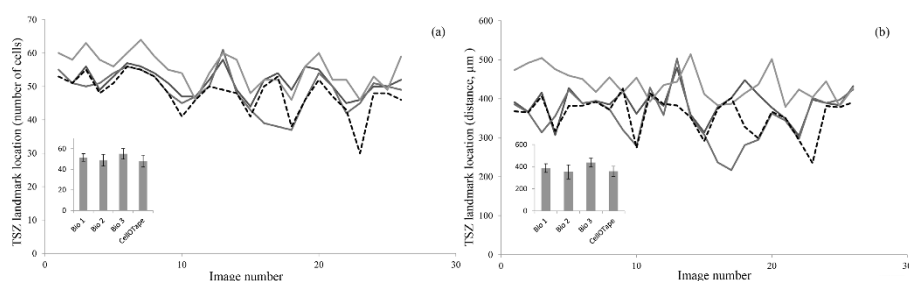 (a)
TSZ landmark location (number of cells)
70
60
50
40
30
20
10
0
60
40
20
0
Bio 1
Bio 2
Bio 3
CellOTape
0
10
20
30
Image number
(b)
TSZ landmark location (distance, μm )
600
500
400
300
200
100
0
600
400
200
0
Bio 1
Bio 2
Bio 3
CellOTape
0
10
20
30
Image number